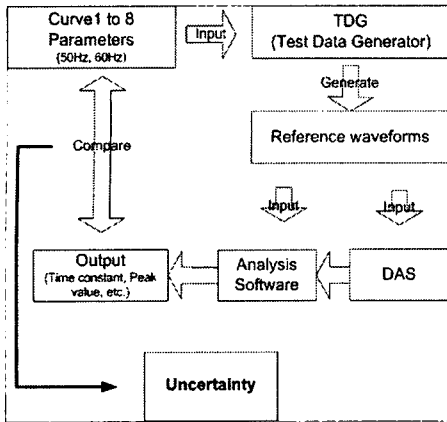 Curve1 to 8
Parameters
(50Hz, 60Hz)
Input
TDG
(Test Data Generator)
Generate
Reference waveforms
Compare
Input
Input
Output
(Time constant, Peak
value, etc.)
Analysis
Software
DAS
Uncertainty